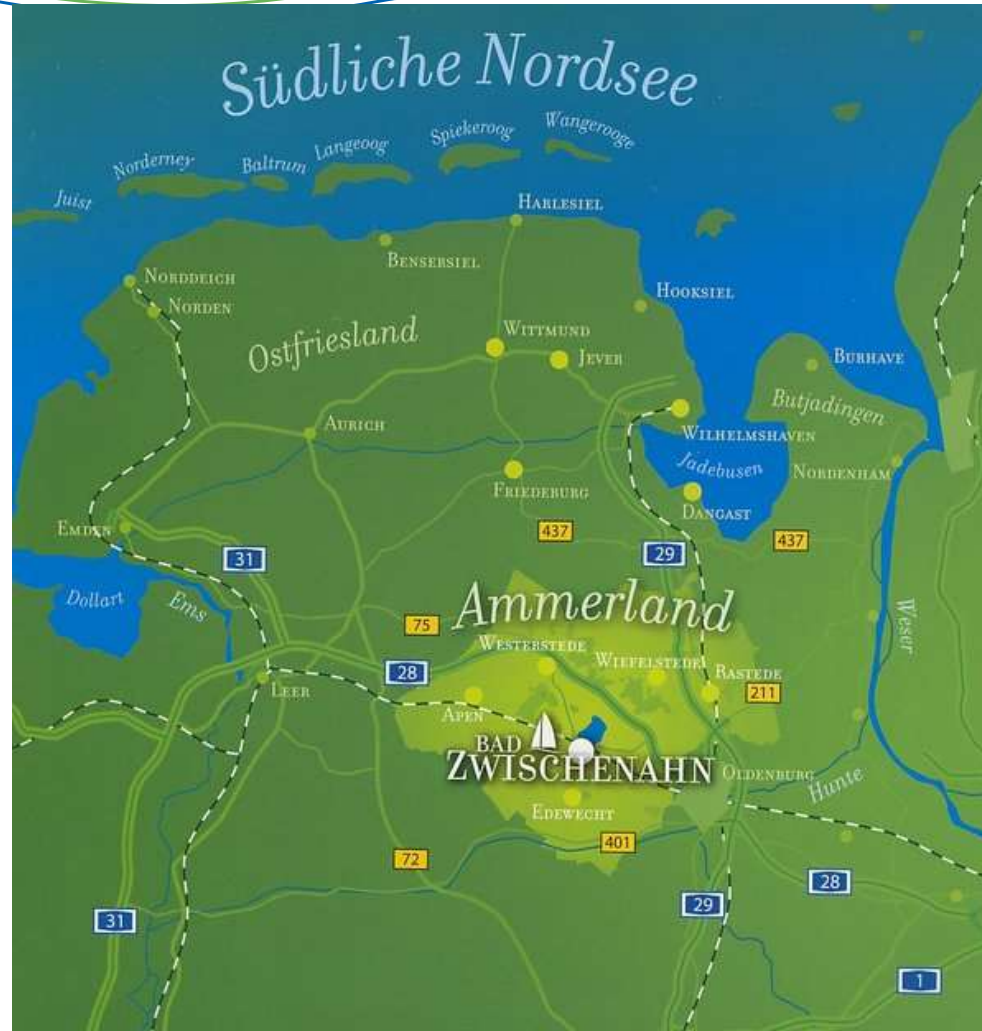 Südliche Nordsee
Wangerooge
Spiekeroog
Langeoog
Baltrum
Norderney
Juist
Harlesiel
Bensersiel
Norddeich
Hooksiel
Norden
Wittmund
Ostfriesland
Jever
Burhave
Butjadingen
Aurich
Wilhelmshaven
Jadebusen
Nordenham
Friedeburg
Dangast
Emden
437
437
31
29
Dollart
Ems
Ammerland
Weser
75
Westerstede
Wiefelstede
28
Rastede
Leer
211
Apen
Bad
Zwischenahn
Oldenburg
Hunte
Edewecht
401
72
28
31
29
1